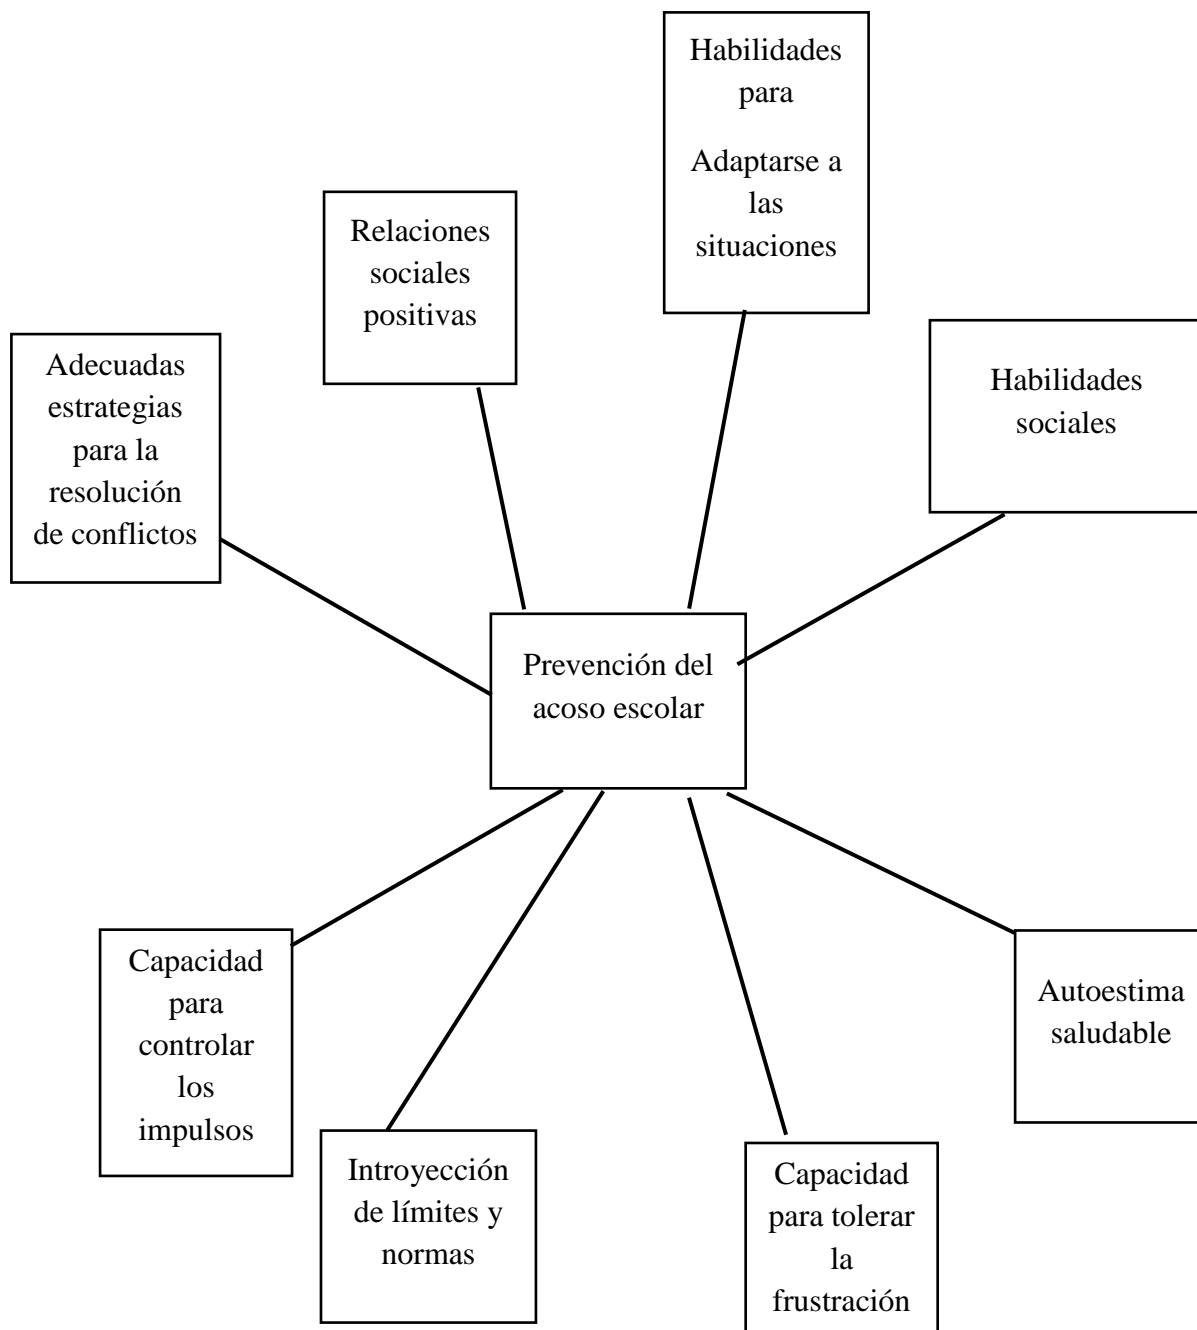 Habilidades
para
Adaptarse a
las
situaciones
Relaciones
sociales
positivas
Habilidades
sociales
Adecuadas
estrategias
para la
resolución
de conflictos
Prevención del
acoso escolar
Capacidad
para
controlar
los
impulsos
Introyección
de límites y
normas
Capacidad
para tolerar
la
frustración
Autoestima
saludable